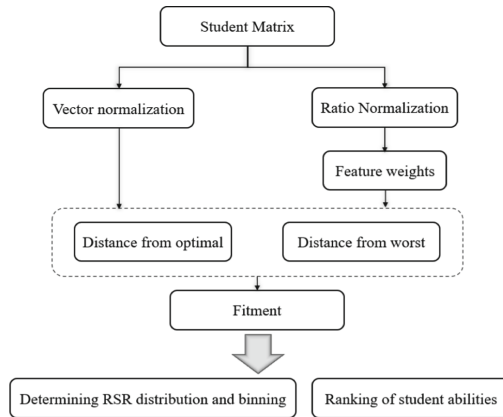 Student Matrix
Vector normalization
Ratio Normalization
Feature weights
Distance from optimal
Distance from worst
Fitment
Determining RSR distribution and binning
Ranking of student abilities